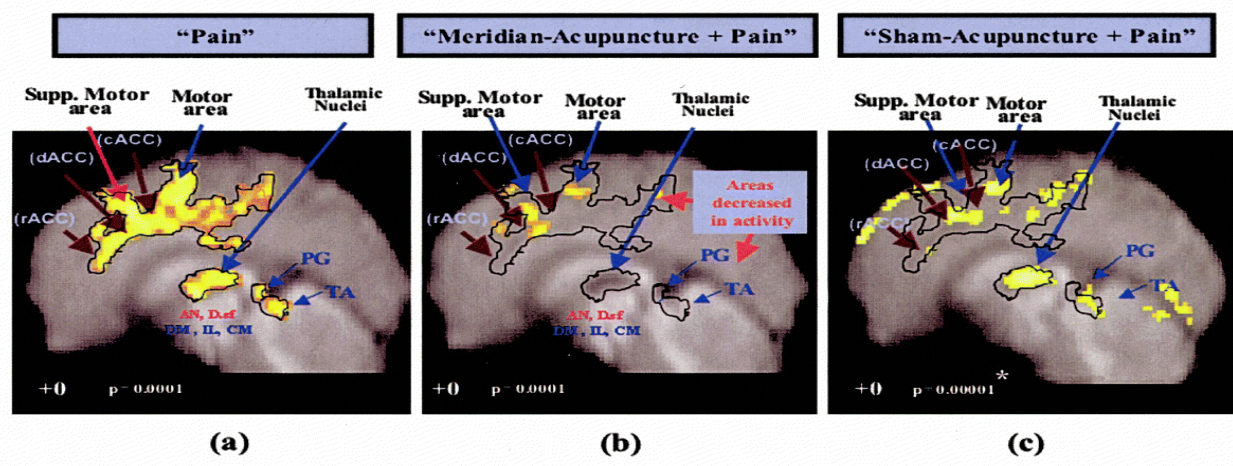 “Pain”
Supp. Motor
area
Motor
area
Thalamic
Nuclei
(cACC)
(dACC)
(rACC)
PG
TA
AN, D.sf
DM, IL, CM
+0
p=0.0001
(a)
“Meridian-Acupuncture + Pain”
Supp. Motor
area
Motor
area
Thalamic
Nuclei
(cACC)
(dACC)
(rACC)
Areas
decreased
in activity
PG
TA
AN, D.sf
DM, IL, CM
+0
p=0.0001
(b)
“Sham-Acupuncture + Pain”
Supp. Motor
area
Motor
area
Thalamic
Nuclei
(cACC)
(dACC)
(rACC)
PG
TA
+0
p=0.00001*
(c)